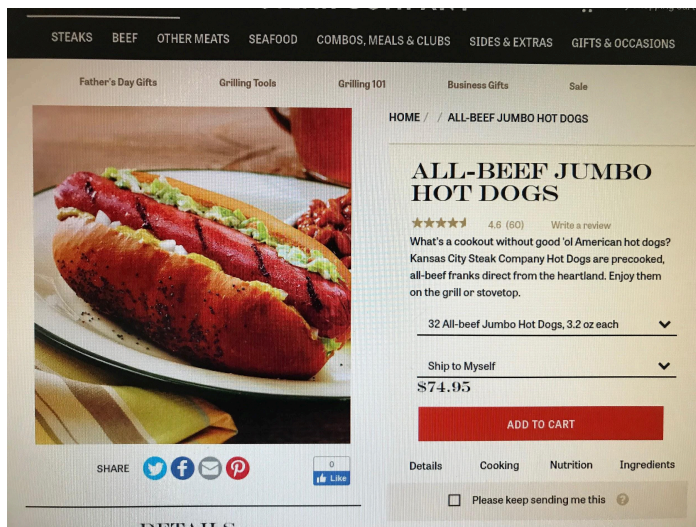 STEAKS BEEF OTHER MEATS SEAFOOD COMBOS, MEALS & CLUBS SIDES & EXTRAS GIFTS & OCCASIONS
Father's Day Gifts Grilling Tools Grilling 101 Business Gifts Sale
HOME / / ALL-BEEF JUMBO HOT DOGS
ALL-BEEF JUMBO
HOT DOGS
4.6 (60) Write a review
What's a cookout without good 'ol American hot dogs?
Kansas City Steak Company Hot Dogs are precooked,
all-beef franks direct from the heartland. Enjoy them
on the grill or stovetop.
32 All-beef Jumbo Hot Dogs, 3.2 oz each
Ship to Myself
$74.95
ADD TO CART
SHARE
0
Like
Details Cooking Nutrition Ingredients
Please keep sending me this ?
DETAILS